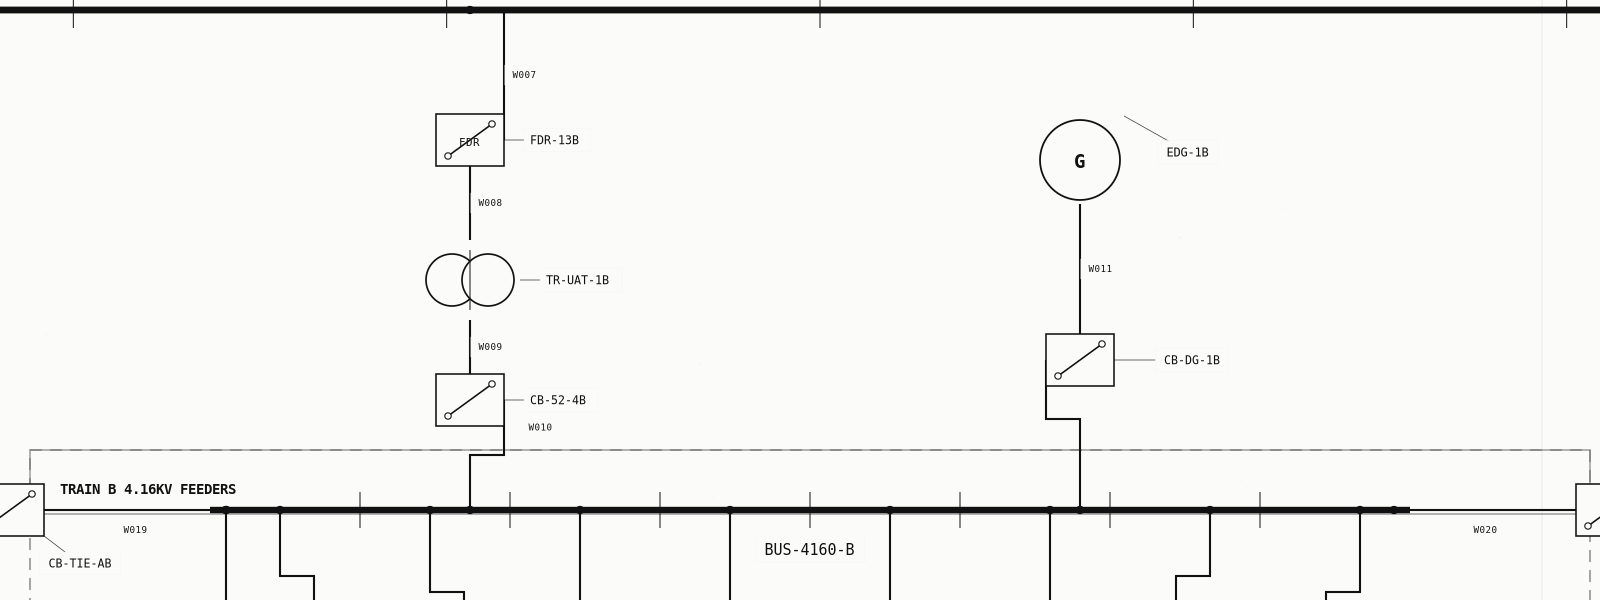 W007
FDR
FDR-13B
EDG-1B
G
W008
W011
TR-UAT-1B
W009
CB-DG-1B
CB-52-4B
W010
TRAIN B 4.16KV FEEDERS
W019
W020
BUS-4160-B
CB-TIE-AB